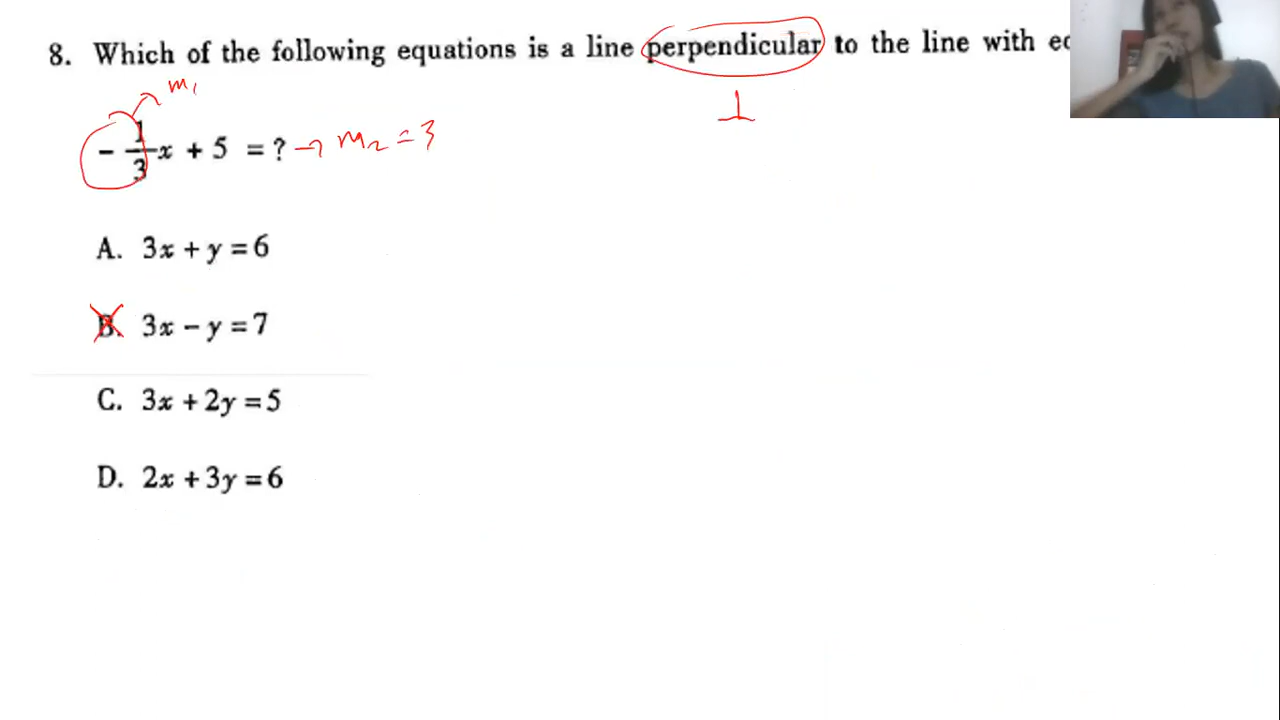 8. Which of the following equations is a line perpendicular to the line with
m₁
⊥
- 1/3 x + 5 = ? → m₂ = 3
A. 3x + y = 6
B. 3x - y = 7
C. 3x + 2y = 5
D. 2x + 3y = 6